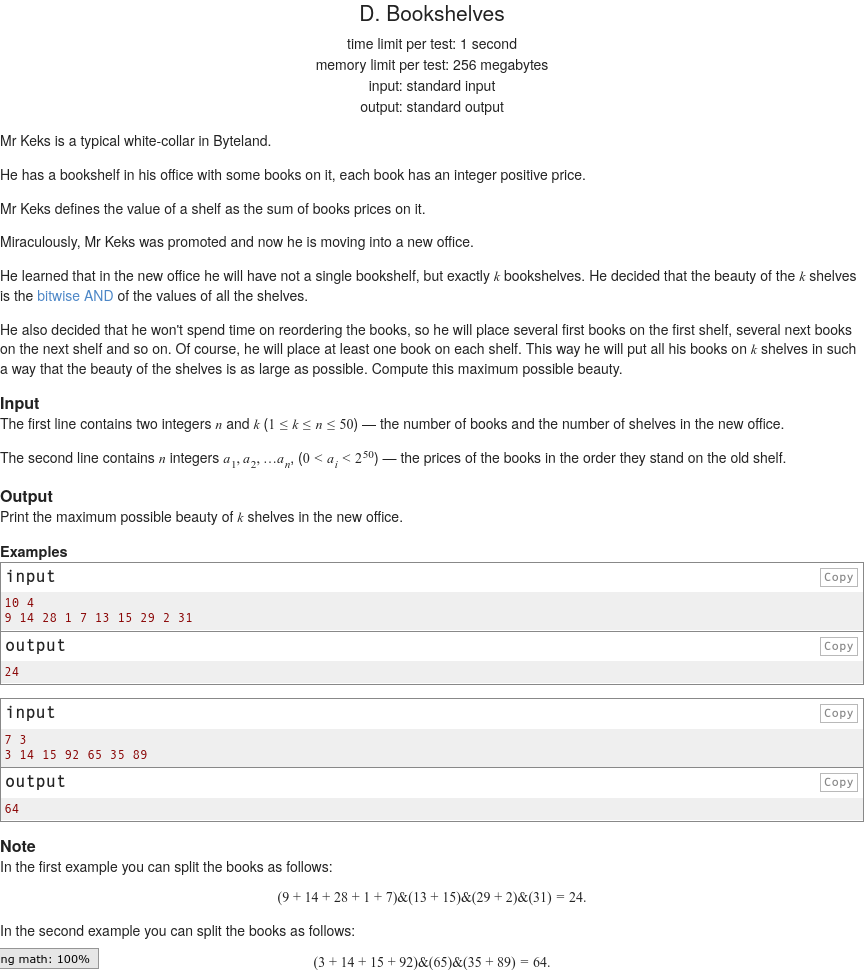 D. Bookshelves
time limit per test: 1 second
memory limit per test: 256 megabytes
input: standard input
output: standard output
Mr Keks is a typical white-collar in Byteland.
He has a bookshelf in his office with some books on it, each book has an integer positive price.
Mr Keks defines the value of a shelf as the sum of books prices on it.
Miraculously, Mr Keks was promoted and now he is moving into a new office.
He learned that in the new office he will have not a single bookshelf, but exactly k bookshelves. He decided that the beauty of the k shelves
is the bitwise AND of the values of all the shelves.
He also decided that he won't spend time on reordering the books, so he will place several first books on the first shelf, several next books
on the next shelf and so on. Of course, he will place at least one book on each shelf. This way he will put all his books on k shelves in such
a way that the beauty of the shelves is as large as possible. Compute this maximum possible beauty.
Input
The first line contains two integers n and k (1 ≤ k ≤ n ≤ 50) — the number of books and the number of shelves in the new office.
The second line contains n integers a₁, a₂, …aₙ, (0 < aᵢ < 2⁵⁰) — the prices of the books in the order they stand on the old shelf.
Output
Print the maximum possible beauty of k shelves in the new office.
Examples
input Copy
10 4
9 14 28 1 7 13 15 29 2 31
output Copy
24
input Copy
7 3
3 14 15 92 65 35 89
output Copy
64
Note
In the first example you can split the books as follows:
(9 + 14 + 28 + 1 + 7)&(13 + 15)&(29 + 2)&(31) = 24.
In the second example you can split the books as follows:
ng math: 100%
(3 + 14 + 15 + 92)&(65)&(35 + 89) = 64.